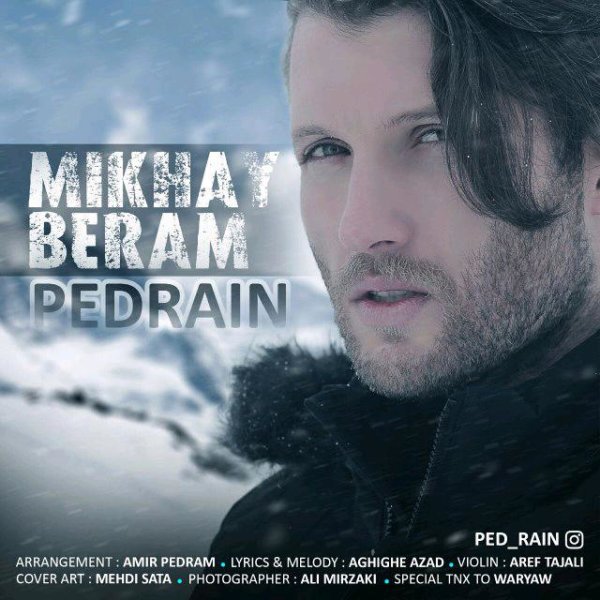 MIKHAY
BERAM
PEDRAIN
PED_RAIN
ARRANGEMENT : AMIR PEDRAM • LYRICS & MELODY : AGHIGHE AZAD • VIOLIN : AREF TAJALI
COVER ART : MEHDI SATA • PHOTOGRAPHER : ALI MIRZAKI • SPECIAL TNX TO WARYAW